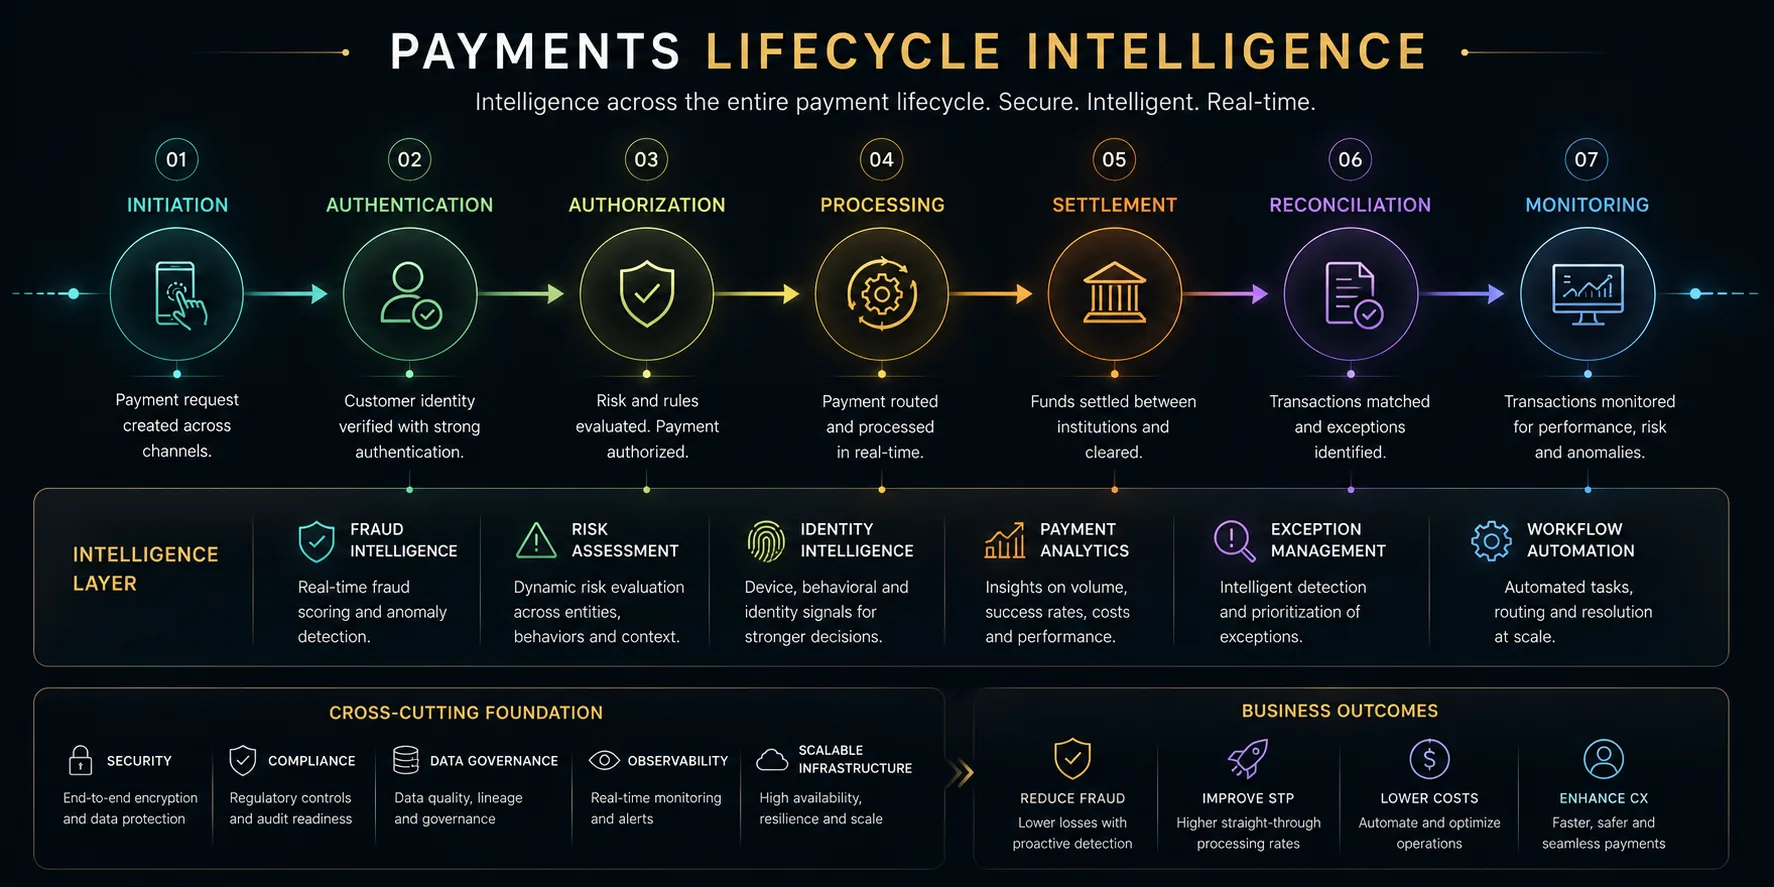 PAYMENTS LIFECYCLE INTELLIGENCE
Intelligence across the entire payment lifecycle. Secure. Intelligent. Real-time.
01
INITIATION
Payment request
created across
channels.
02
AUTHENTICATION
Customer identity
verified with strong
authentication.
03
AUTHORIZATION
Risk and rules
evaluated. Payment
authorized.
04
PROCESSING
Payment routed
and processed
in real-time.
05
SETTLEMENT
Funds settled between
institutions and
cleared.
06
RECONCILIATION
Transactions matched
and exceptions
identified.
07
MONITORING
Transactions monitored
for performance, risk
and anomalies.
INTELLIGENCE
LAYER
FRAUD
INTELLIGENCE
Real-time fraud
scoring and anomaly
detection.
RISK
ASSESSMENT
Dynamic risk evaluation
across entities,
behaviors and context.
IDENTITY
INTELLIGENCE
Device, behavioral and
identity signals for
stronger decisions.
PAYMENT
ANALYTICS
Insights on volume,
success rates, costs
and performance.
EXCEPTION
MANAGEMENT
Intelligent detection
and prioritization of
exceptions.
WORKFLOW
AUTOMATION
Automated tasks,
routing and resolution
at scale.
CROSS-CUTTING FOUNDATION
SECURITY
End-to-end encryption
and data protection
COMPLIANCE
Regulatory controls
and audit readiness
DATA GOVERNANCE
Data quality, lineage
and governance
OBSERVABILITY
Real-time monitoring
and alerts
SCALABLE
INFRASTRUCTURE
High availability,
resilience and scale
BUSINESS OUTCOMES
REDUCE FRAUD
Lower losses with
proactive detection
IMPROVE STP
Higher straight-through
processing rates
$
LOWER COSTS
Automate and optimize
operations
ENHANCE CX
Faster, safer and
seamless payments